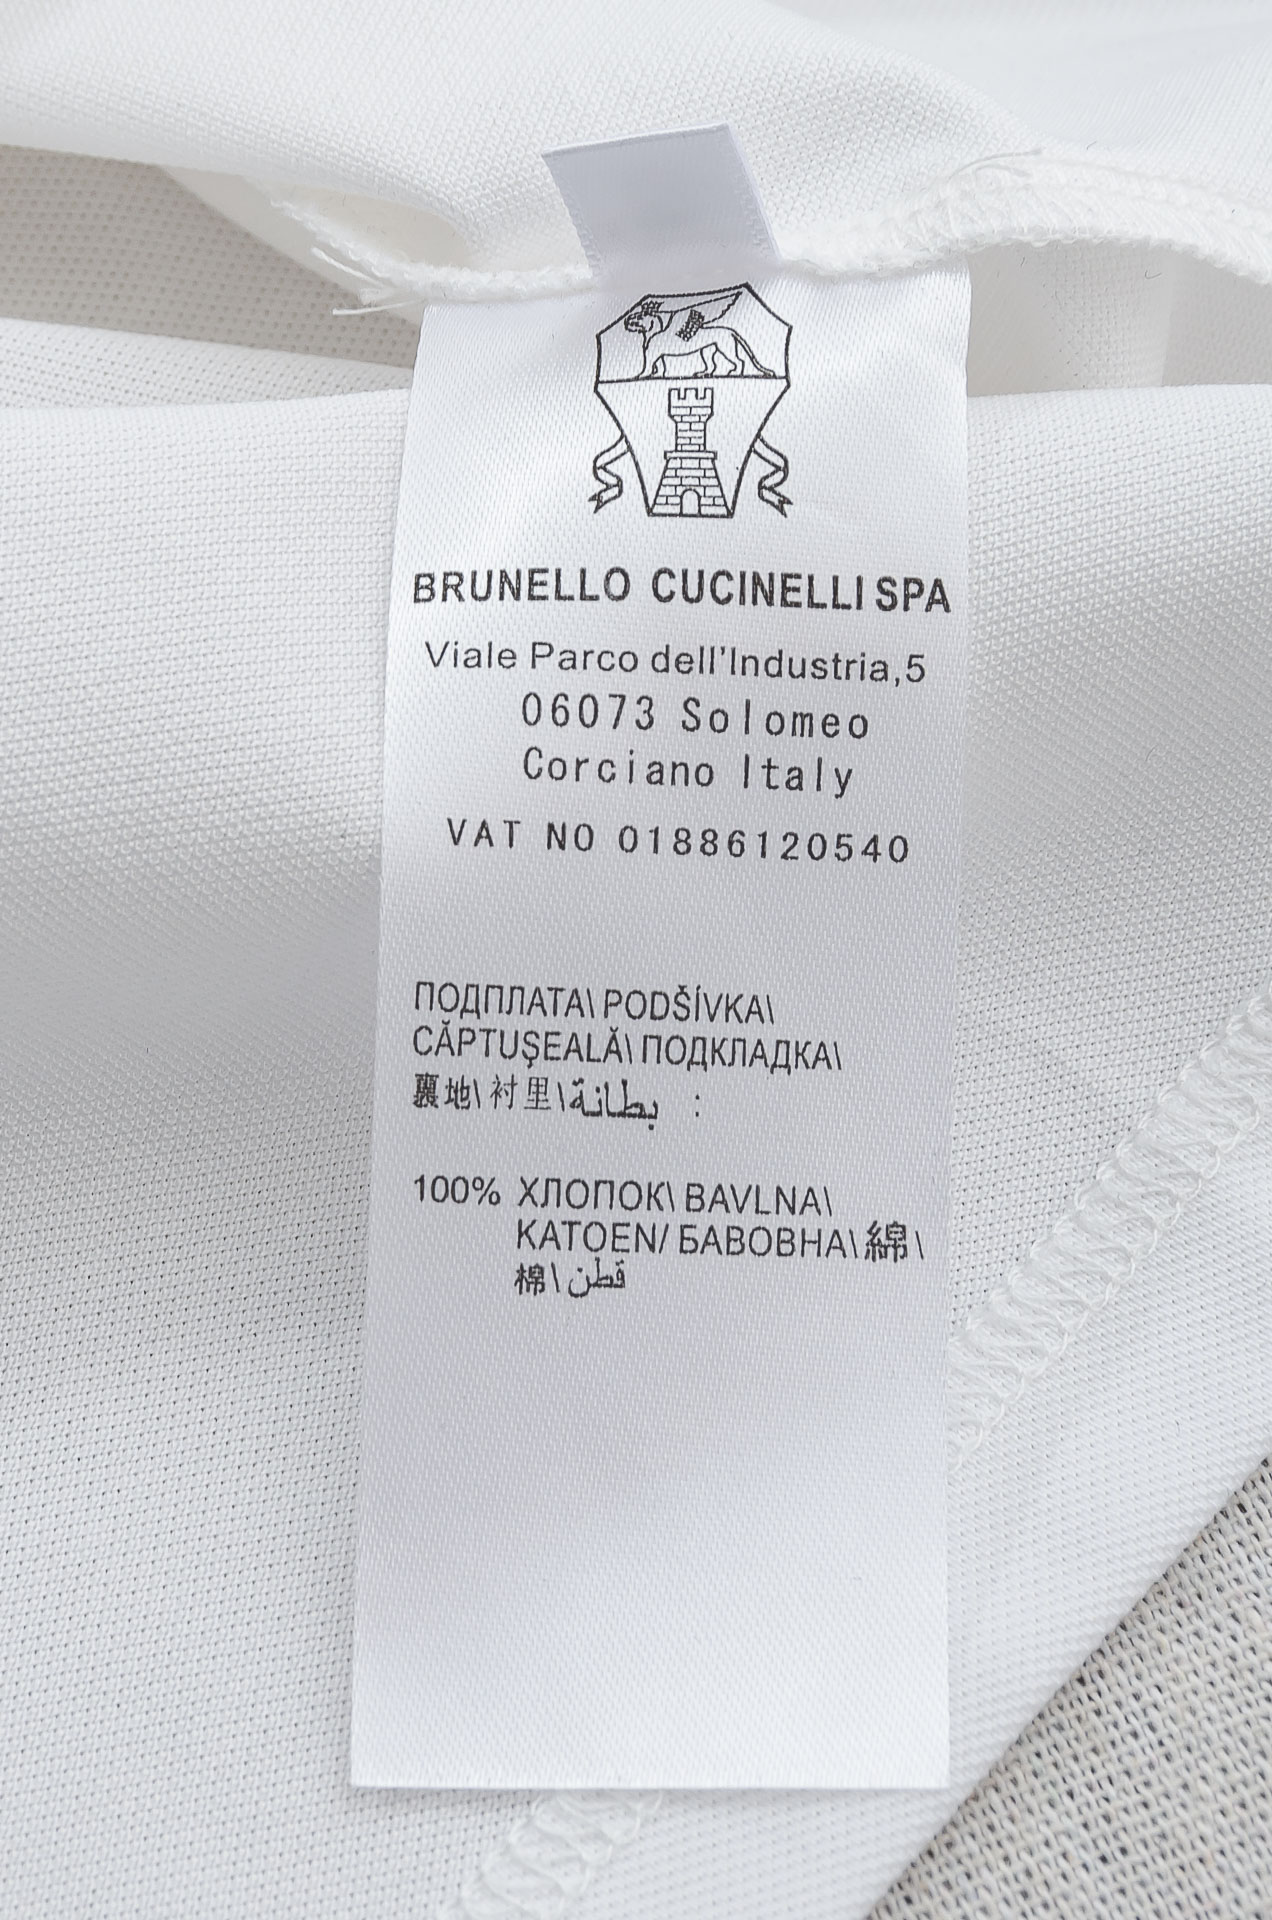 BRUNELLO CUCINELLI SPA
Viale Parco dell'Industria,5
06073 Solomeo
Corciano Italy
VAT NO 01886120540
ПОДПЛАТА\ PODŠÍVKA\
CĂPTUŞEALĂ\ ПОДКЛАДКА\
裏地\ 衬里\بطانة :
100% ХЛОПОК\ BAVLNA\
KATOEN/ БАВОВНА\ 綿\
棉\ قطن